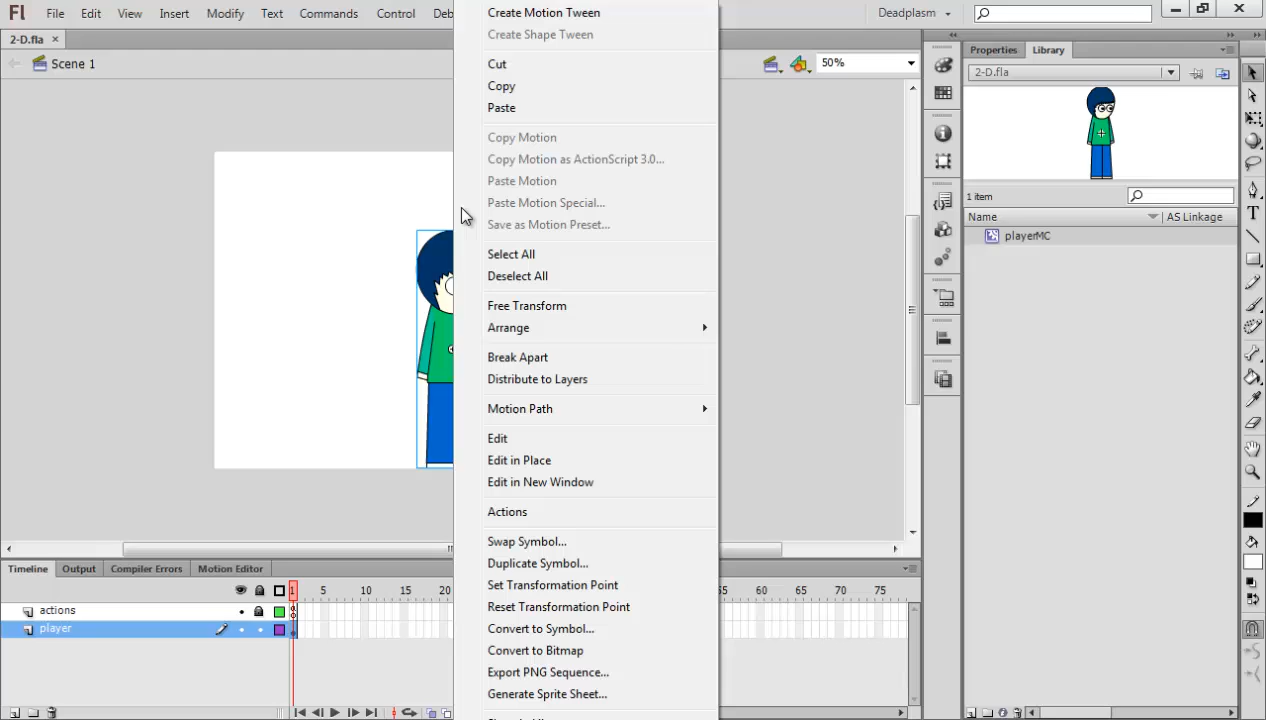 Fl File Edit View Insert Modify Text Commands Control Deb Deadplasm
2-D.fla ×
Scene 1 50%
Create Motion Tween
Create Shape Tween
Cut
Copy
Paste
Copy Motion
Copy Motion as ActionScript 3.0...
Paste Motion
Paste Motion Special...
Save as Motion Preset...
Select All
Deselect All
Free Transform
Arrange
Break Apart
Distribute to Layers
Motion Path
Edit
Edit in Place
Edit in New Window
Actions
Swap Symbol...
Duplicate Symbol...
Set Transformation Point
Reset Transformation Point
Convert to Symbol...
Convert to Bitmap
Export PNG Sequence...
Generate Sprite Sheet...
Properties Library
2-D.fla
1 item
Name AS Linkage
playerMC
Timeline Output Compiler Errors Motion Editor
1 5 10 15 20 55 60 65 70 75
actions
player